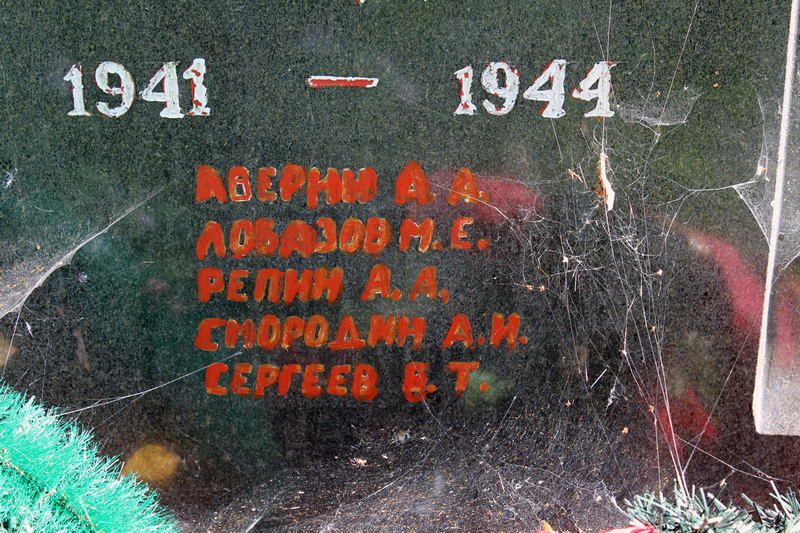 1941 — 1944
АВЕРИН А. А.
ЛОБАЗОВ М. Е.
РЕПИН А. А.
СМОРОДИН А. И.
СЕРГЕЕВ В. Т.